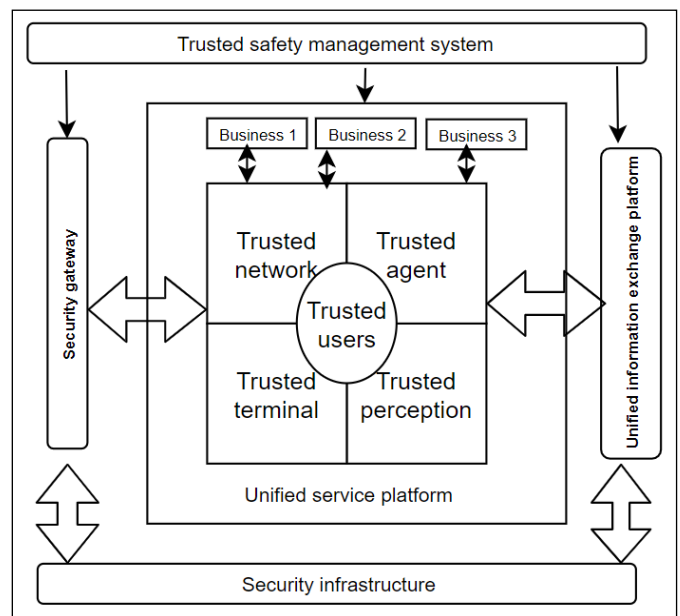 Trusted safety management system
Business 1
Business 2
Business 3
Security gateway
Trusted
network
Trusted
agent
Trusted
users
Trusted
terminal
Trusted
perception
Unified information exchange platform
Unified service platform
Security infrastructure